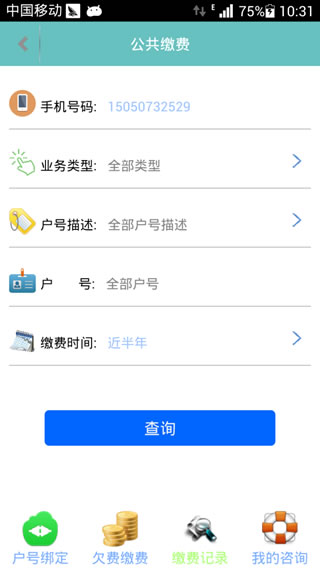 中国移动 E 75% 10:31
公共缴费
手机号码: 15050732529
业务类型: 全部类型
户号描述: 全部户号描述
户 号: 全部户号
缴费时间: 近半年
查询
户号绑定 欠费缴费 缴费记录 我的咨询